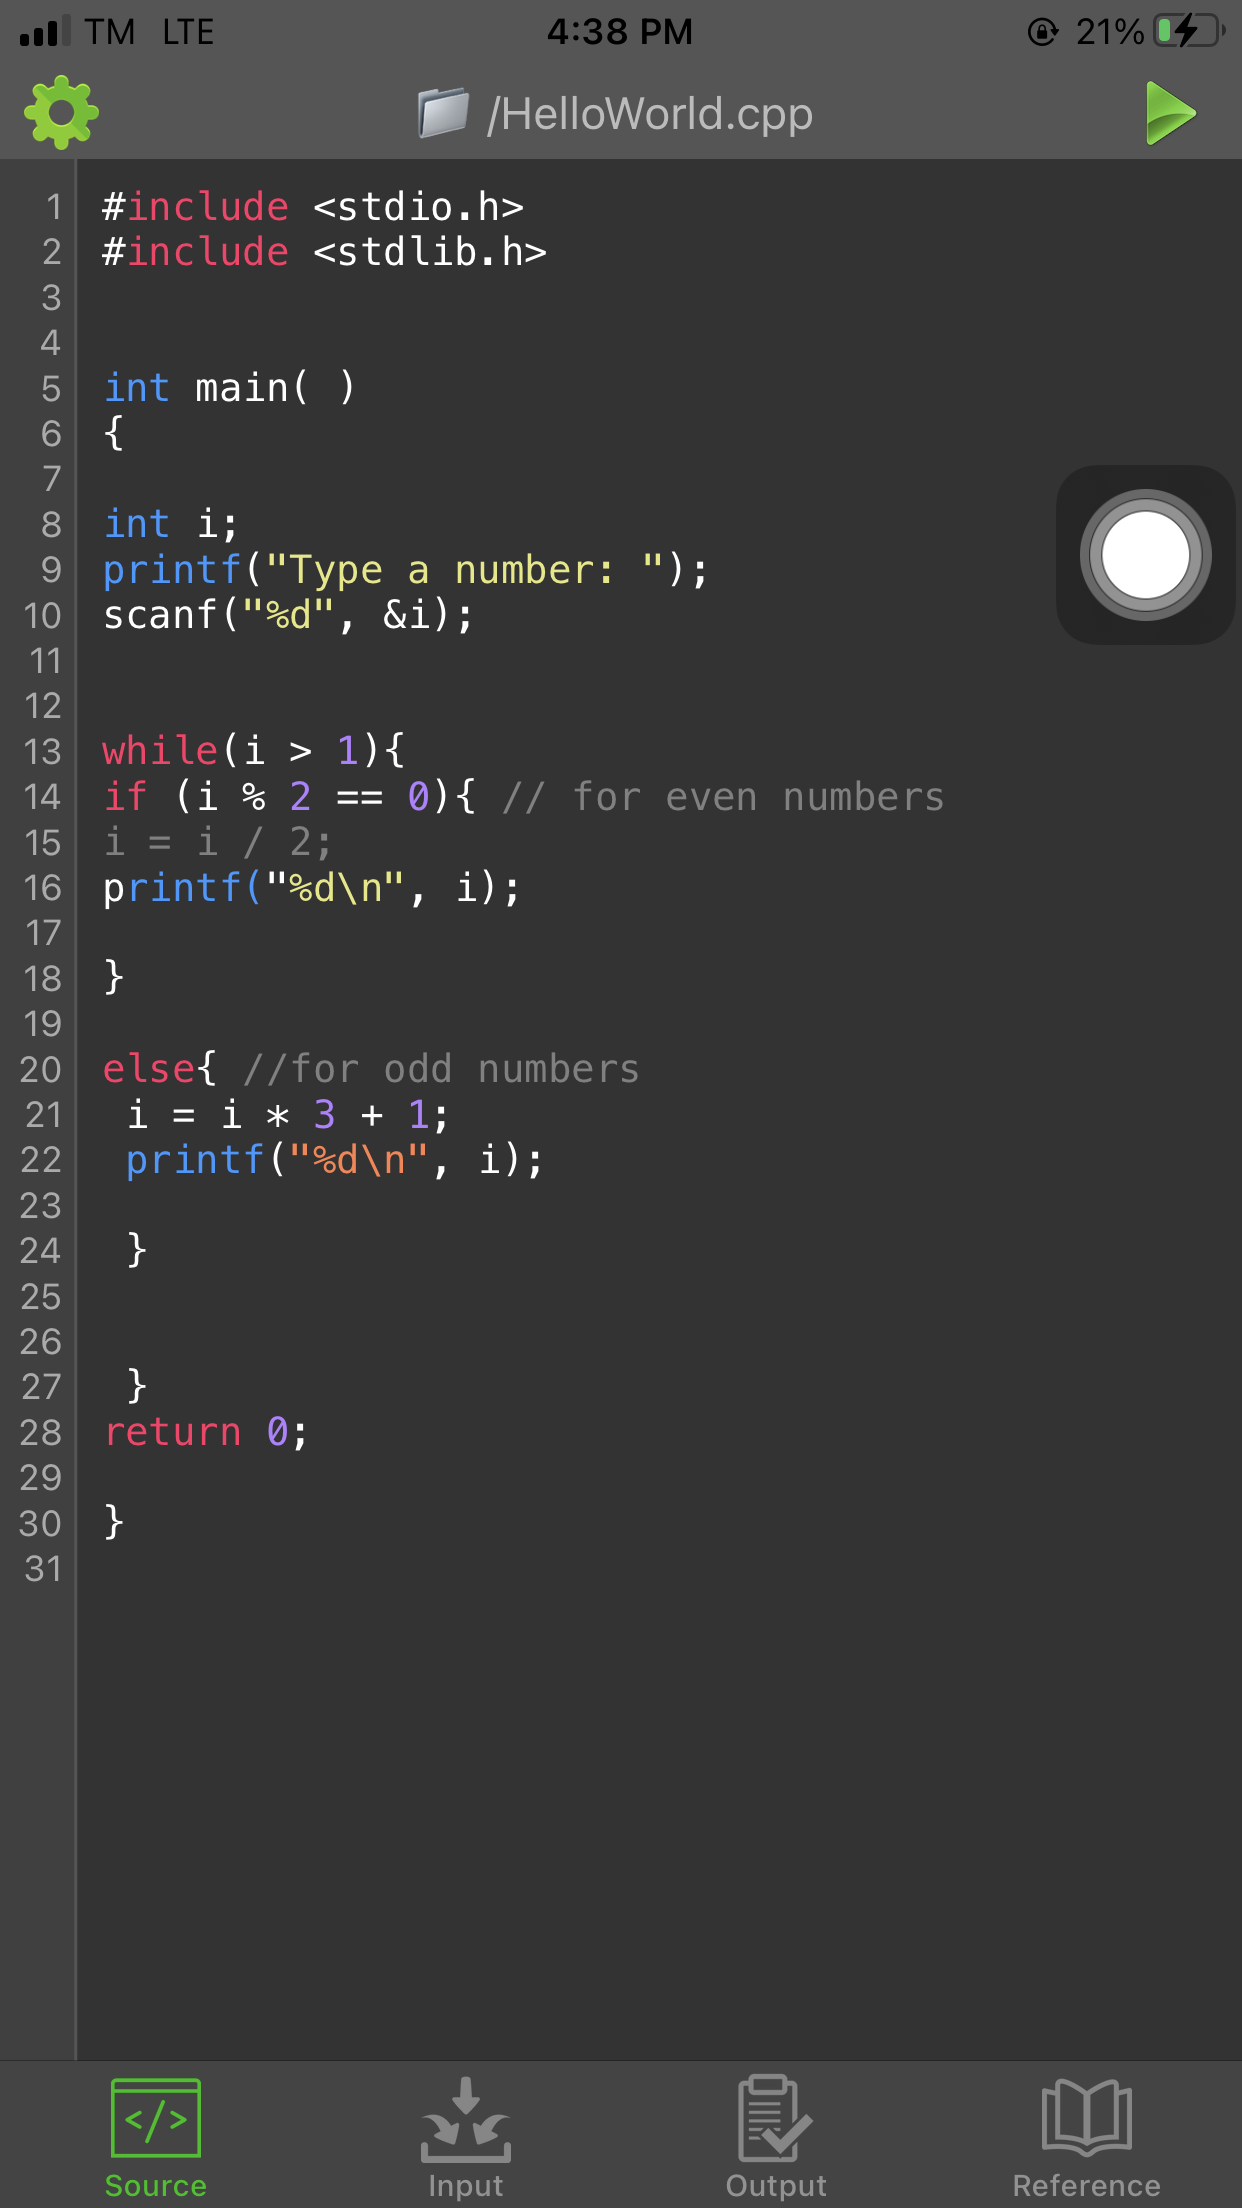 TM LTE 4:38 PM 21%
/HelloWorld.cpp
1 #include <stdio.h>
2 #include <stdlib.h>
3
4
5 int main( )
6 {
7
8 int i;
9 printf("Type a number: ");
10 scanf("%d", &i);
11
12
13 while(i > 1){
14 if (i % 2 == 0){ // for even numbers
15 i = i / 2;
16 printf("%d\n", i);
17
18 }
19
20 else{ //for odd numbers
21 i = i * 3 + 1;
22 printf("%d\n", i);
23
24 }
25
26
27 }
28 return 0;
29
30 }
31
Source Input Output Reference